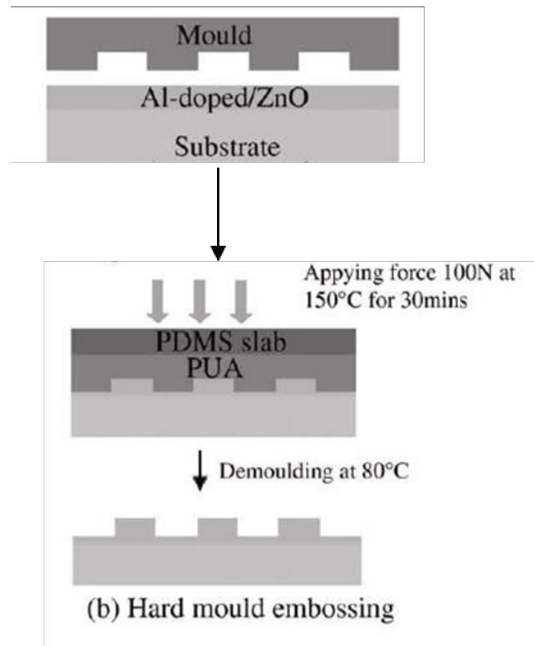 Mould
Al-doped/ZnO
Substrate
Appying force 100N at
150°C for 30mins
PDMS slab
PUA
Demoulding at 80°C
(b) Hard mould embossing